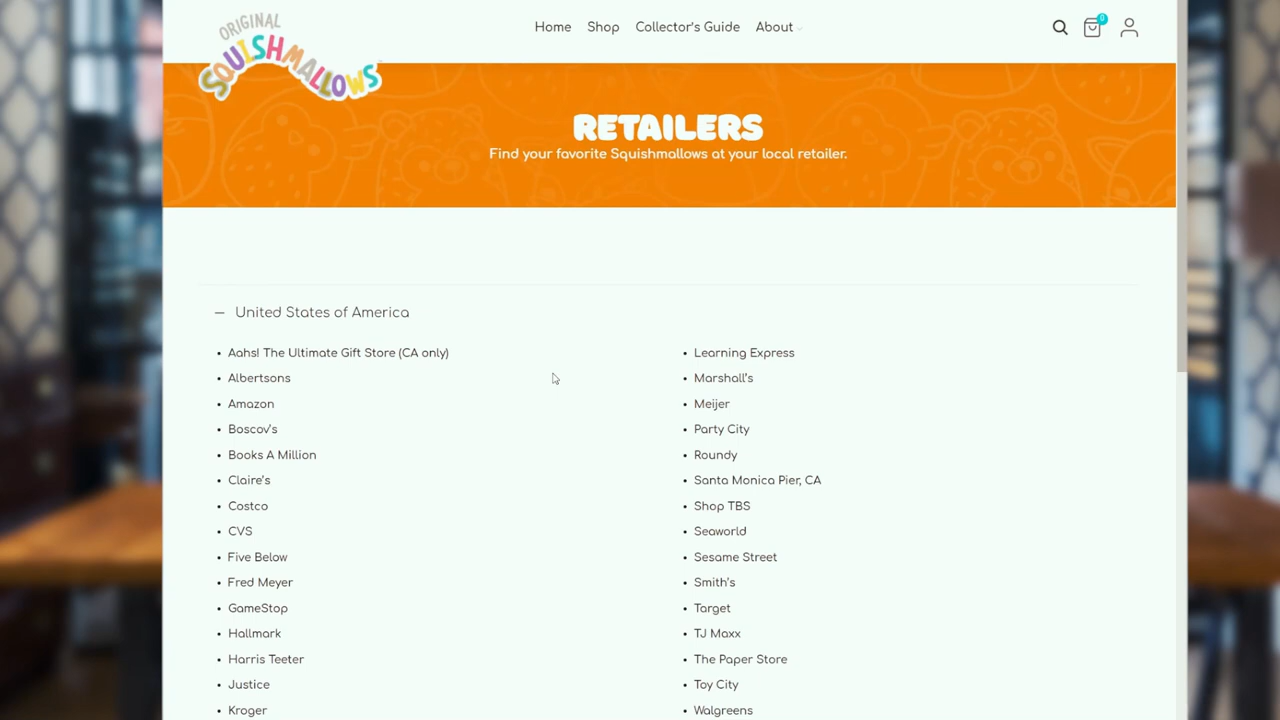 ORIGINAL
SQUISHMALLOWS
Home Shop Collector's Guide About
0
RETAILERS
Find your favorite Squishmallows at your local retailer.
— United States of America
• Aahs! The Ultimate Gift Store (CA only)
• Albertsons
• Amazon
• Boscov's
• Books A Million
• Claire's
• Costco
• CVS
• Five Below
• Fred Meyer
• GameStop
• Hallmark
• Harris Teeter
• Justice
• Kroger
• Learning Express
• Marshall's
• Meijer
• Party City
• Roundy
• Santa Monica Pier, CA
• Shop TBS
• Seaworld
• Sesame Street
• Smith's
• Target
• TJ Maxx
• The Paper Store
• Toy City
• Walgreens